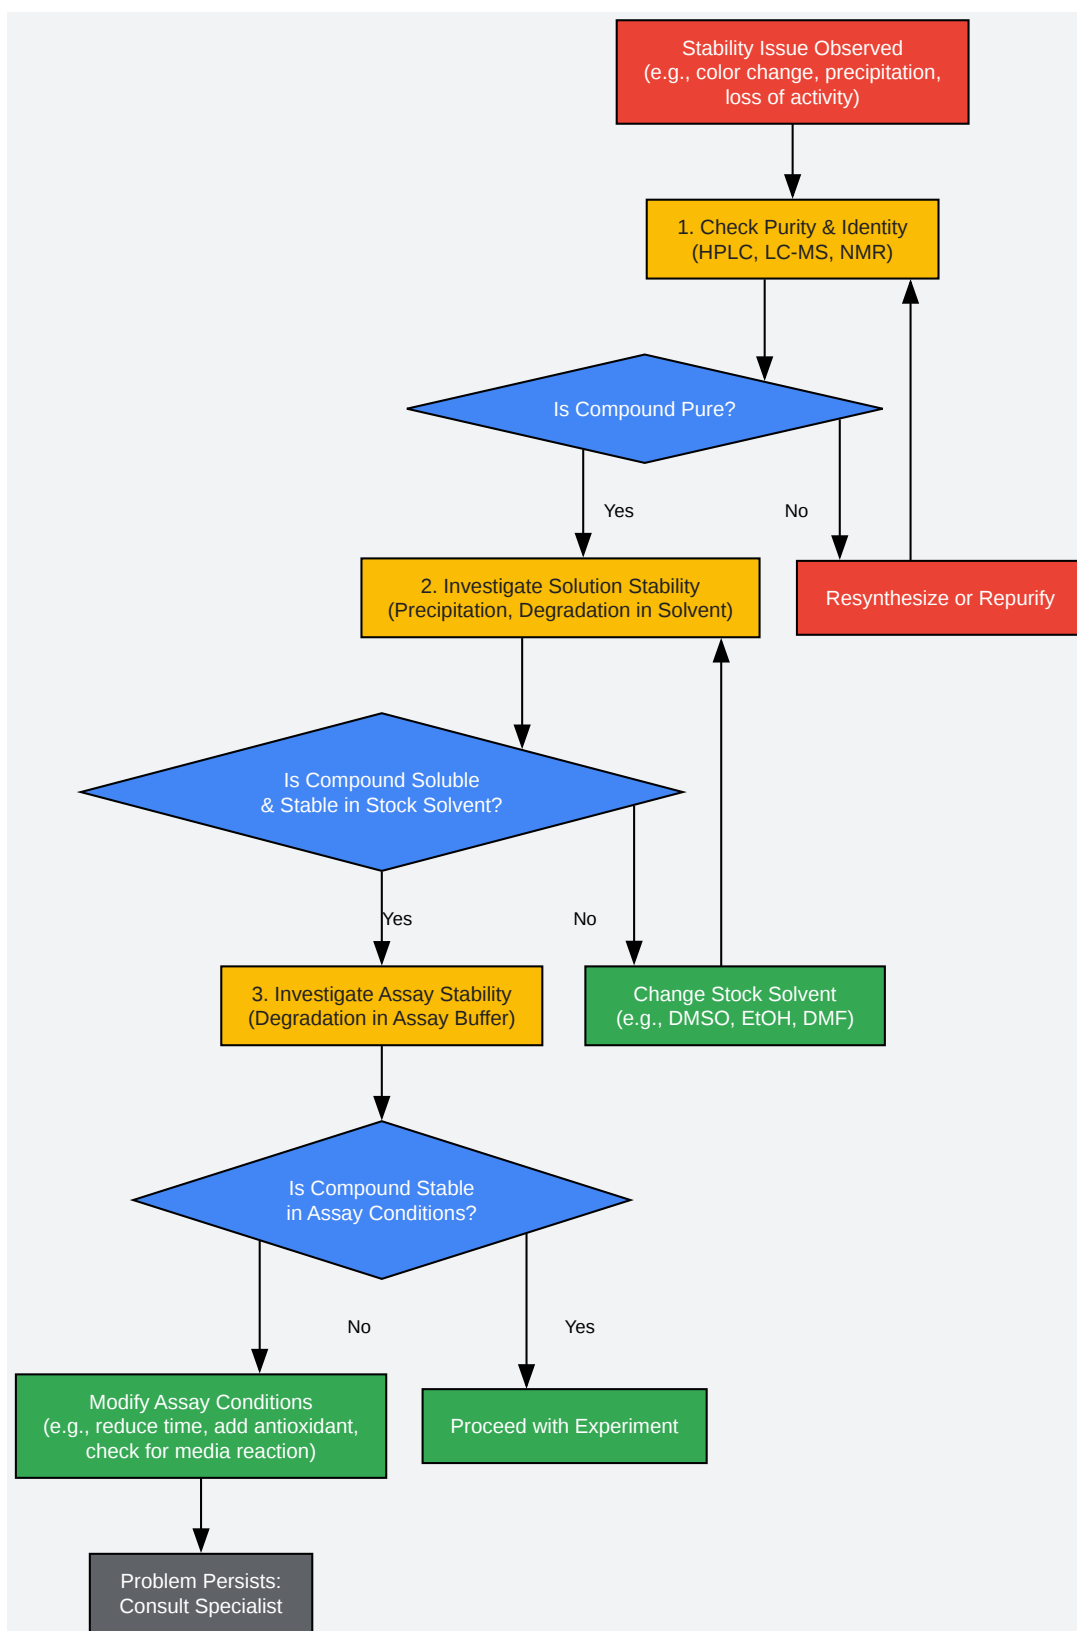 Stability Issue Observed
(e.g., color change, precipitation,
loss of activity)
1. Check Purity & Identity
(HPLC, LC-MS, NMR)
Is Compound Pure?
Yes
No
2. Investigate Solution Stability
(Precipitation, Degradation in Solvent)
Resynthesize or Repurify
Is Compound Soluble
& Stable in Stock Solvent?
Yes
No
3. Investigate Assay Stability
(Degradation in Assay Buffer)
Change Stock Solvent
(e.g., DMSO, EtOH, DMF)
Is Compound Stable
in Assay Conditions?
No
Yes
Modify Assay Conditions
(e.g., reduce time, add antioxidant,
check for media reaction)
Proceed with Experiment
Problem Persists:
Consult Specialist